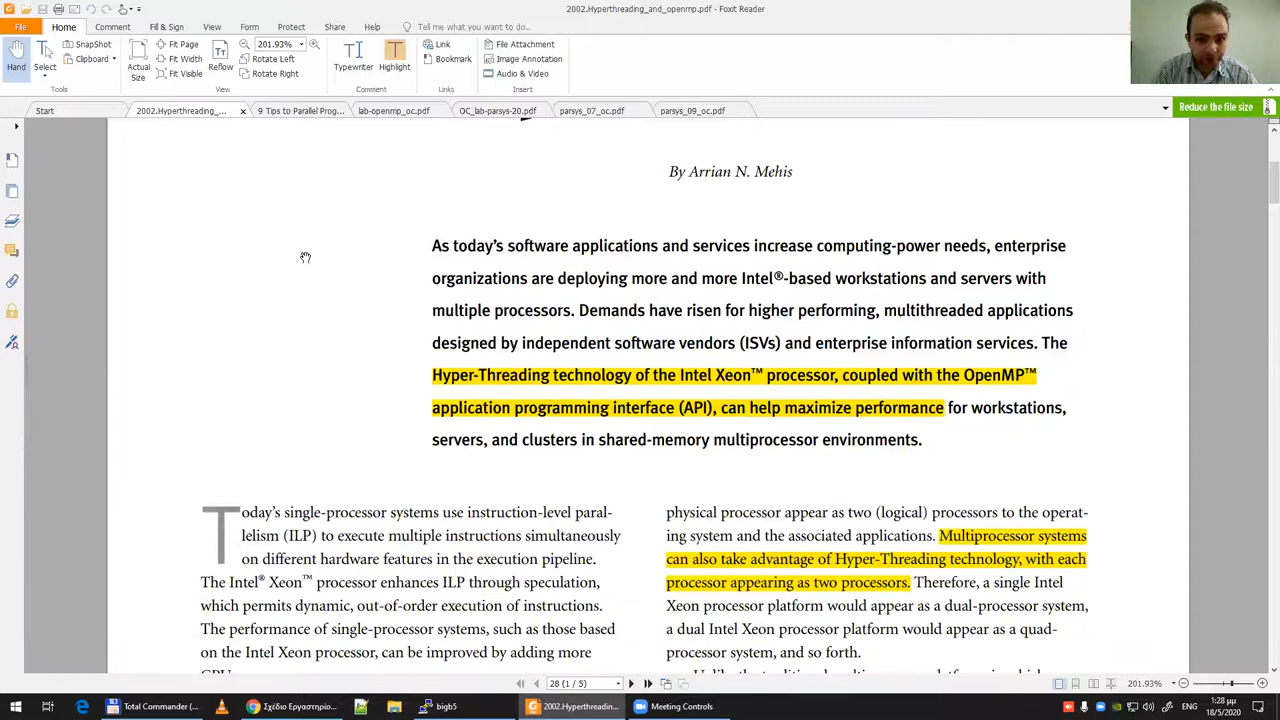 2002.Hyperthreading_and_openmp.pdf - Foxit Reader
File
Home
Comment
Fill & Sign
View
Form
Protect
Share
Help
Tell me what you want to do..
Hand
Select
SnapShot
Clipboard
Tools
Actual Size
Fit Page
Fit Width
Fit Visible
Reflow
201.93%
Rotate Left
Rotate Right
View
Typewriter
Highlight
Comment
Link
Bookmark
Links
File Attachment
Image Annotation
Audio & Video
Insert
Start
2002.Hyperthreading_...
9 Tips to Parallel Prog...
lab-openmp_oc.pdf
OC_lab-parsys-20.pdf
parsys_07_oc.pdf
parsys_09_oc.pdf
Reduce the file size
By Arrian N. Mehis
As today's software applications and services increase computing-power needs, enterprise
organizations are deploying more and more Intel®-based workstations and servers with
multiple processors. Demands have risen for higher performing, multithreaded applications
designed by independent software vendors (ISVs) and enterprise information services. The
Hyper-Threading technology of the Intel Xeon™ processor, coupled with the OpenMP™
application programming interface (API), can help maximize performance for workstations,
servers, and clusters in shared-memory multiprocessor environments.
Today's single-processor systems use instruction-level paral-
lelism (ILP) to execute multiple instructions simultaneously
on different hardware features in the execution pipeline.
The Intel® Xeon™ processor enhances ILP through speculation,
which permits dynamic, out-of-order execution of instructions.
The performance of single-processor systems, such as those based
on the Intel Xeon processor, can be improved by adding more
physical processor appear as two (logical) processors to the operat-
ing system and the associated applications. Multiprocessor systems
can also take advantage of Hyper-Threading technology, with each
processor appearing as two processors. Therefore, a single Intel
Xeon processor platform would appear as a dual-processor system,
a dual Intel Xeon processor platform would appear as a quad-
processor system, and so forth.
28 (1 / 5)
201.93%
Total Commander (...
Σχέδιο Εργαστηριο...
big5
2002.Hyperthreadin...
Meeting Controls
1:28 μμ
18/5/2020